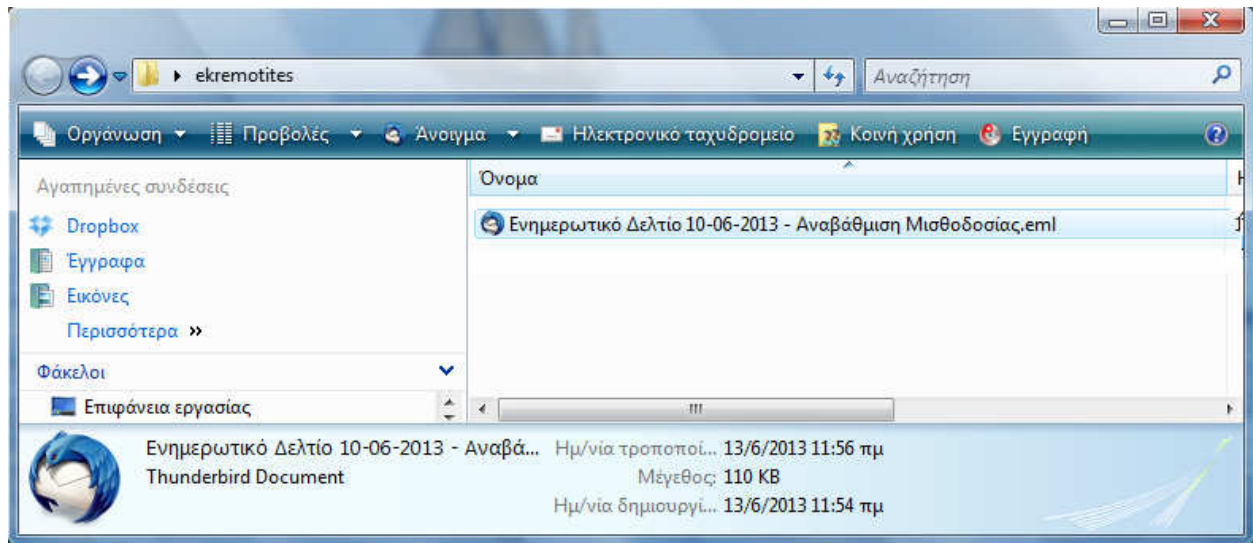 ekremotites
Αναζήτηση
Οργάνωση Προβολές Άνοιγμα Ηλεκτρονικό ταχυδρομείο Κοινή χρήση Εγγραφή
Αγαπημένες συνδέσεις
Dropbox
Έγγραφα
Εικόνες
Περισσότερα »
Φάκελοι
Επιφάνεια εργασίας
Όνομα
Ενημερωτικό Δελτίο 10-06-2013 - Αναβάθμιση Μισθοδοσίας.eml
Ενημερωτικό Δελτίο 10-06-2013 - Αναβά... Ημ/νία τροποποί... 13/6/2013 11:56 πμ
Thunderbird Document Μέγεθος: 110 KB
Ημ/νία δημιουργί... 13/6/2013 11:54 πμ